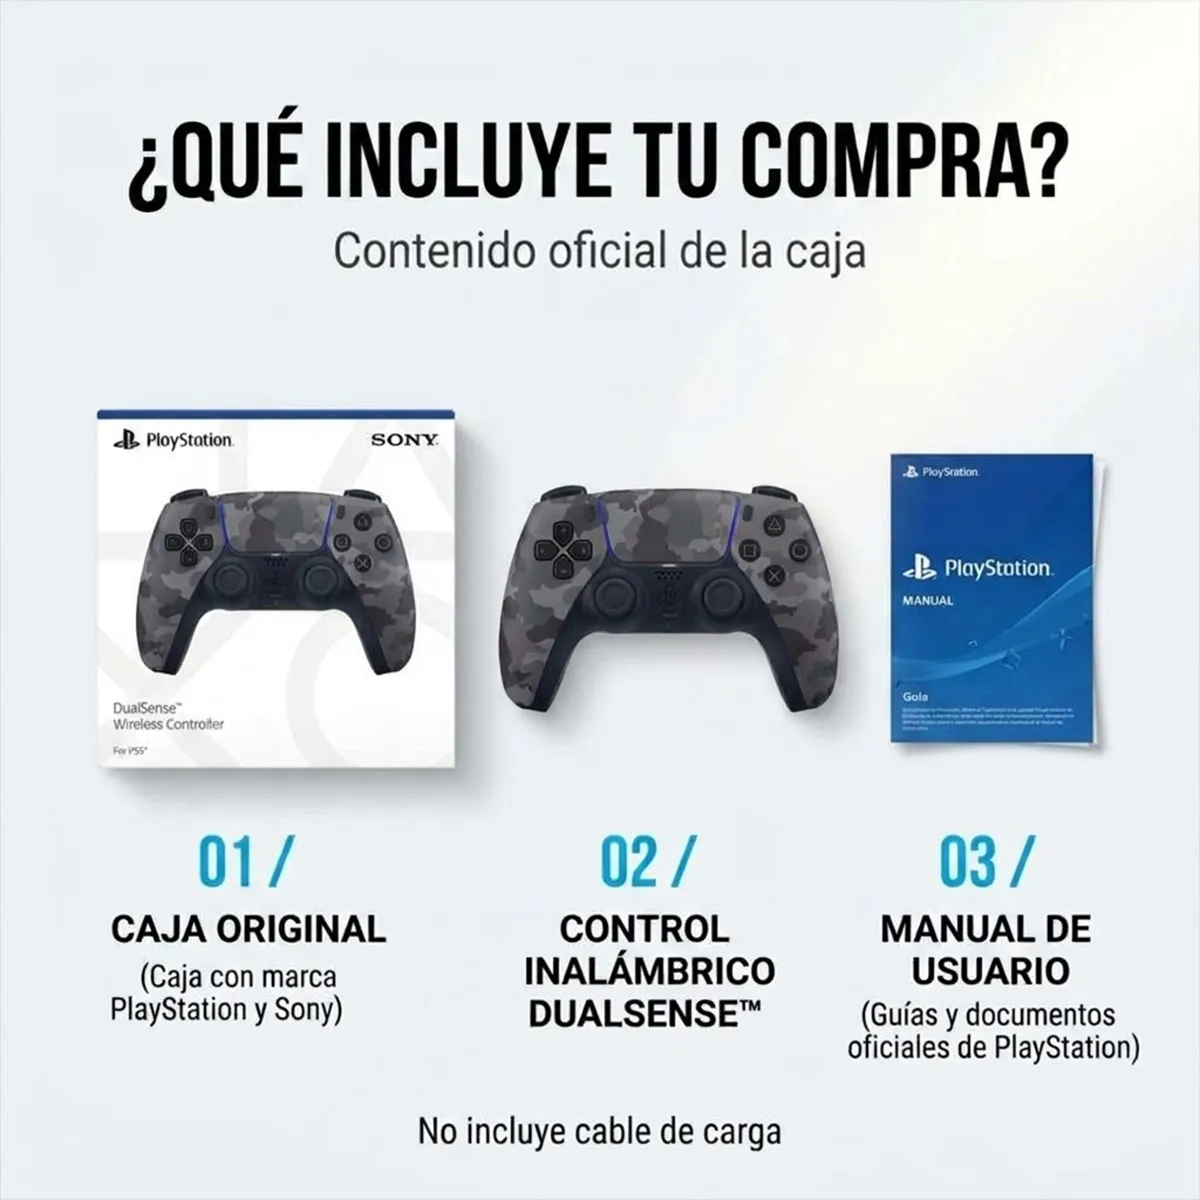 ¿QUÉ INCLUYE TU COMPRA?
Contenido oficial de la caja
PlayStation
SONY
DualSense™
Wireless Controller
PlaySration.
PlayStation.
MANUAL
Gola
01 /
CAJA ORIGINAL
(Caja con marca
PlayStation y Sony)
02 /
CONTROL
INALÁMBRICO
DUALSENSE™
03 /
MANUAL DE
USUARIO
(Guías y documentos
oficiales de PlayStation)
No incluye cable de carga